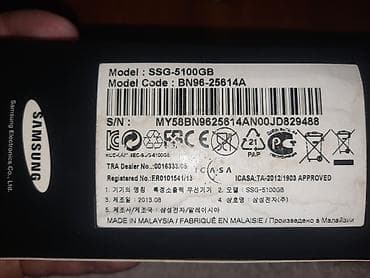 Model : SSG-5100GB
Model Code : BN96-25614A
S/N : MY58BN9625614AN00JD829488
SAMSUNG
Samsung Electronics Co., Ltd.
21
PAP
TRA Dealer No.: 0016333/08
ICASA
Registered No.: ER0101541/13
ICASA:TA-2012/1903 APPROVED
1. 기기의 명칭 : 특정소출력 무선기기 2. 모델: SSG-5100GB
3. 제조일 : 2013.08 4. 상호명 : 삼성전자(주)
5. 제조사/제조국 : 삼성전자/말레이시아
MADE IN MALAYSIA / FABRIQUÉ EN MALAISIE / Произведено в Малайзии